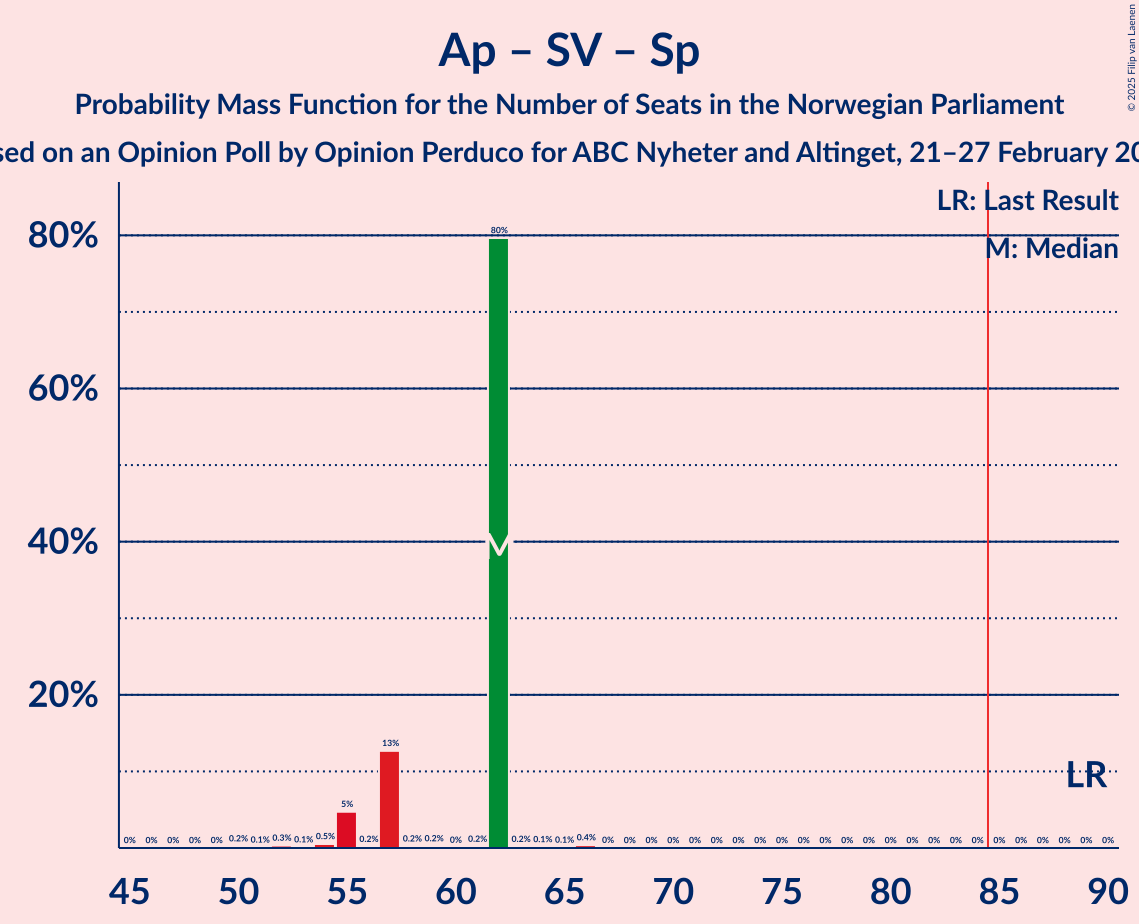 Ap – SV – Sp
Probability Mass Function for the Number of Seats in the Norwegian Parliament
on an Opinion Poll by Opinion Perduco for ABC Nyheter and Altinget, 21–27 February
© 2025 Filip van Laenen
LR: Last Result
M: Median
80%
60%
40%
20%
80%
13%
5%
M
LR
0% 0% 0% 0% 0% 0.2% 0.1% 0.3% 0.1% 0.5% 0.2% 0.2% 0.2% 0% 0.2% 0.2% 0.1% 0.1% 0.4% 0% 0% 0% 0% 0% 0% 0% 0% 0% 0% 0% 0% 0% 0% 0% 0% 0% 0% 0% 0% 0% 0% 0% 0%
45 50 55 60 65 70 75 80 85 90